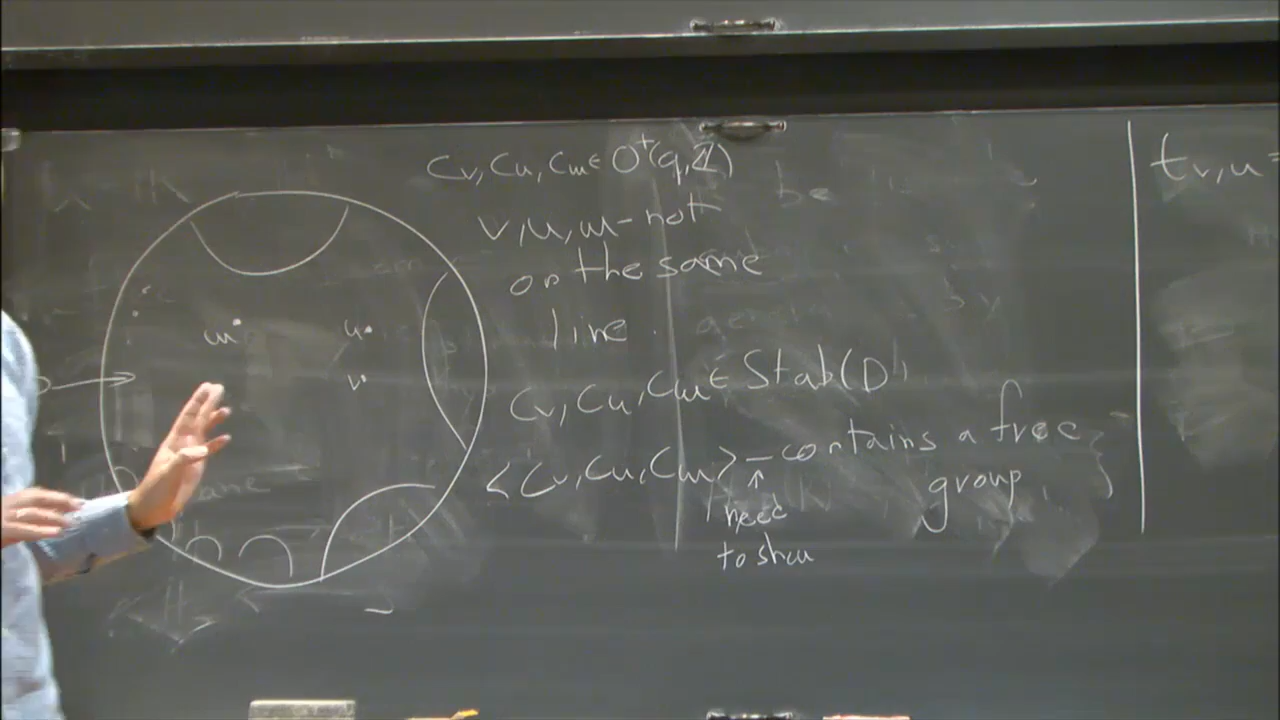 Cv, Cu, Cw ∈ O⁺(q, Z)
v, u, w - not
on the same
line.
w
u
v
Cv, Cu, Cw ∈ Stab(D).
<Cv, Cu, Cw> – contains a free
group
↑
need
to show
t_{v,u} =